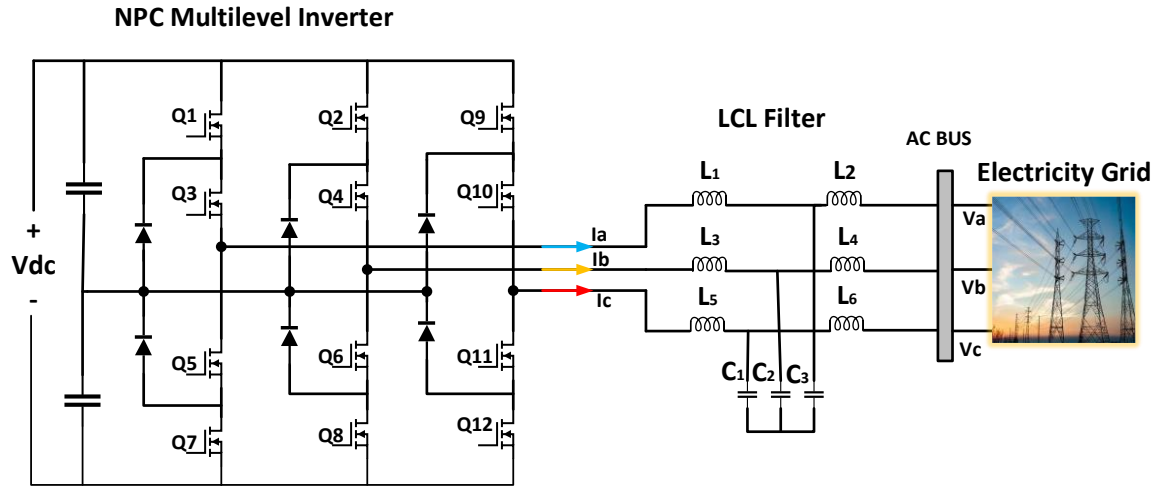 NPC Multilevel Inverter
Q1
Q2
Q9
LCL Filter
AC BUS
Electricity Grid
Q3
Q4
Q10
L1
L2
Va
+
Vdc
-
Ia
Ib
Ic
L3
L4
Vb
L5
L6
Vc
Q5
Q6
Q11
C1
C2
C3
Q7
Q8
Q12